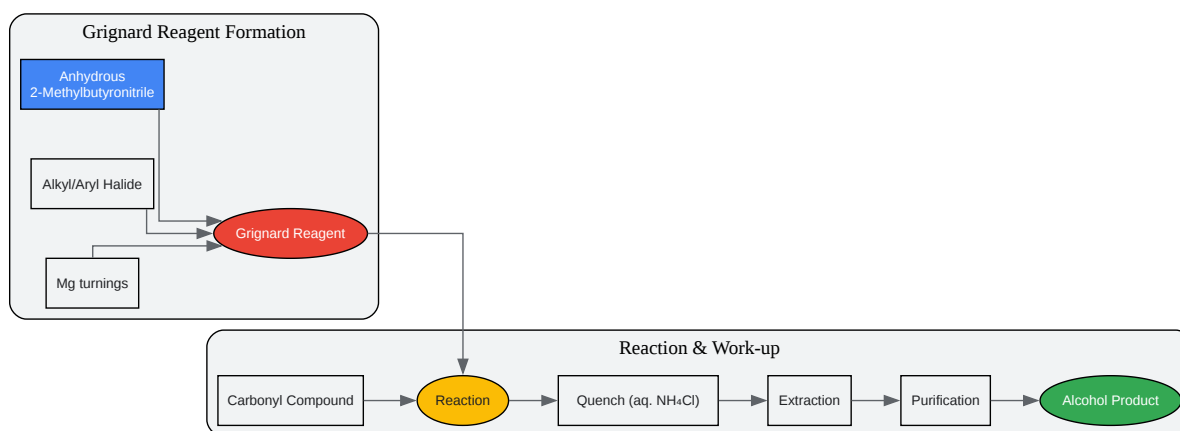 Grignard Reagent Formation
Anhydrous
2-Methylbutyronitrile
Alkyl/Aryl Halide
Grignard Reagent
Mg turnings
Reaction & Work-up
Carbonyl Compound
Reaction
Quench (aq. NH₄Cl)
Extraction
Purification
Alcohol Product